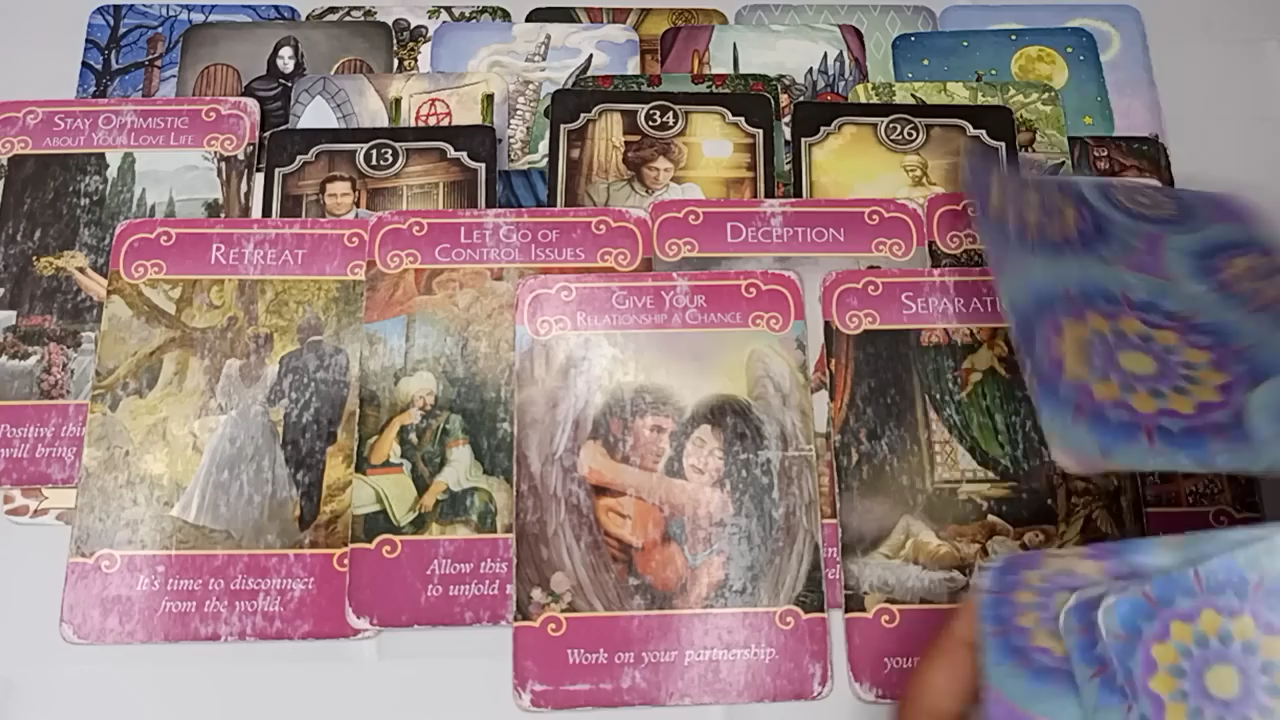 34
26
13
STAY OPTIMISTIC
ABOUT YOUR LOVE LIFE
RETREAT
LET GO OF
CONTROL ISSUES
DECEPTION
GIVE YOUR
RELATIONSHIP A CHANCE
SEPARATI
Positive thi
will bring
It's time to disconnect
from the world.
Allow this
to unfold
Work on your partnership.
your